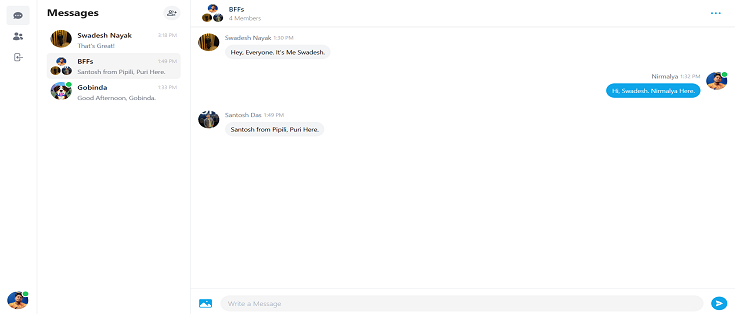 Messages
Swadesh Nayak 2:18 PM
That's Great!
BFFs 1:49 PM
Santosh from Pipili, Puri Here.
Gobinda 1:33 PM
Good Afternoon, Gobinda.
BFFs
4 Members
Swadesh Nayak 1:30 PM
Hey, Everyone. It's Me Swadesh.
Nirmalya 1:32 PM
Hi, Swadesh. Nirmalya Here.
Santosh Das 1:49 PM
Santosh from Pipili, Puri Here.
Write a Message